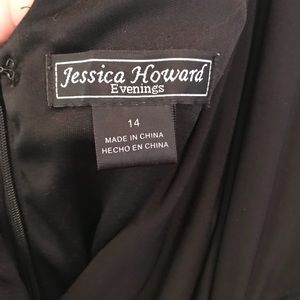 Jessica Howard
Evenings
14
MADE IN CHINA
HECHO EN CHINA